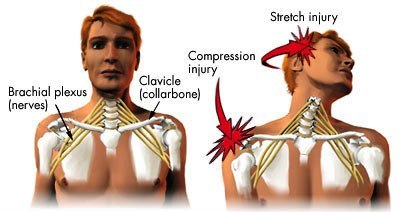 Stretch injury
Compression
injury
Clavicle
(collarbone)
Brachial plexus
(nerves)